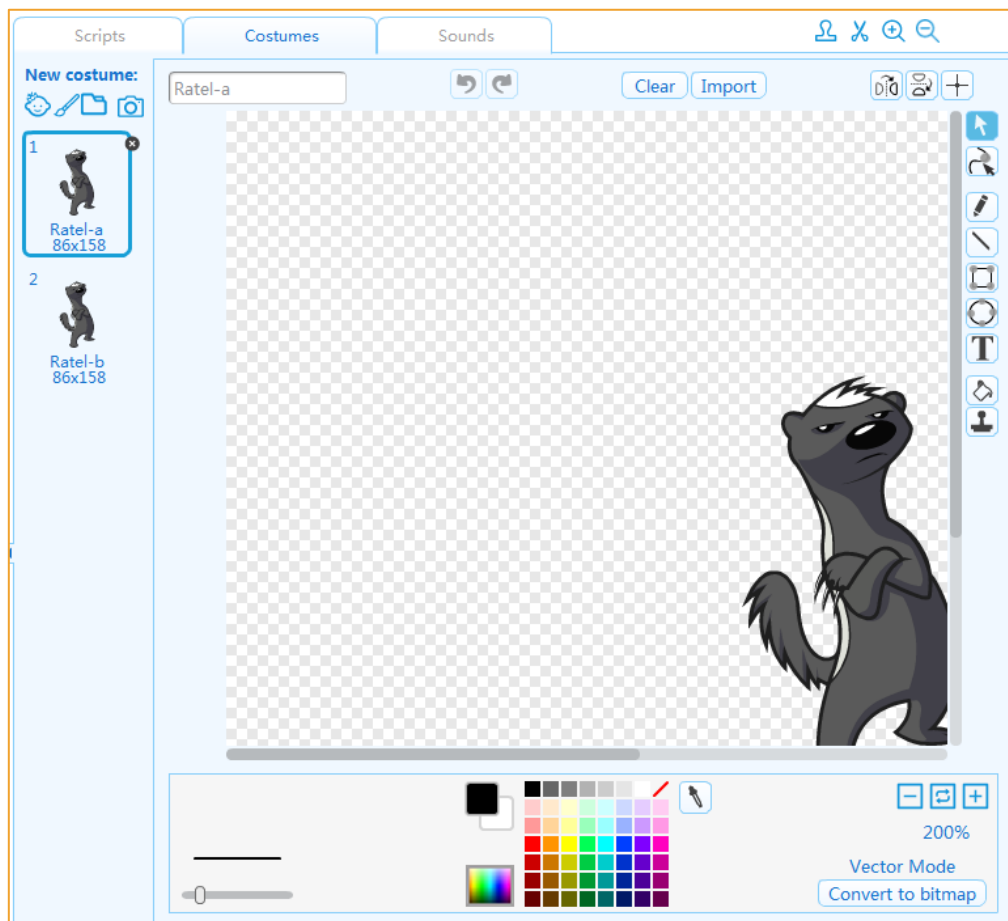 Scripts
Costumes
Sounds
New costume:
Ratel-a
Clear
Import
1
Ratel-a
86x158
2
Ratel-b
86x158
T
200%
Vector Mode
Convert to bitmap